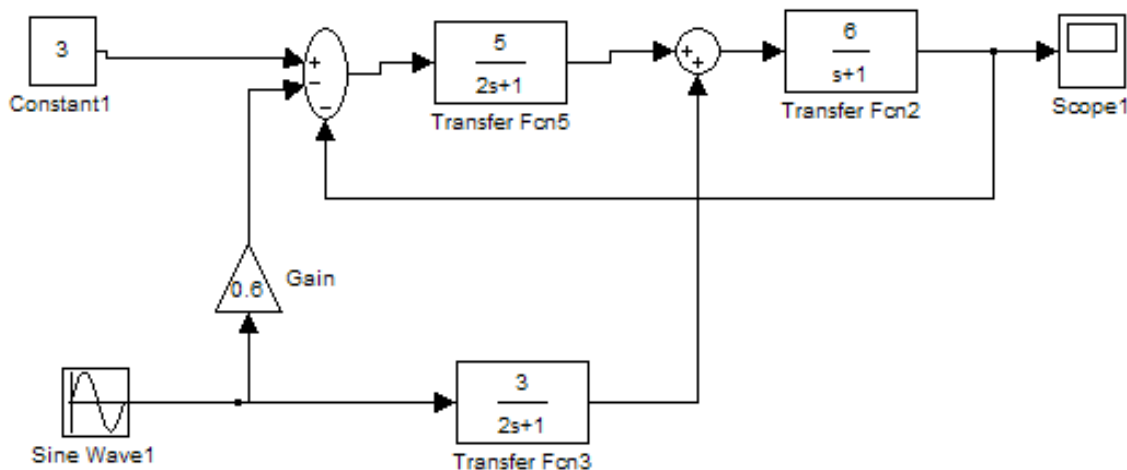 3
Constant1
+
−
−
5
2s+1
Transfer Fcn5
+
+
6
s+1
Transfer Fcn2
Scope1
0.6
Gain
Sine Wave1
3
2s+1
Transfer Fcn3